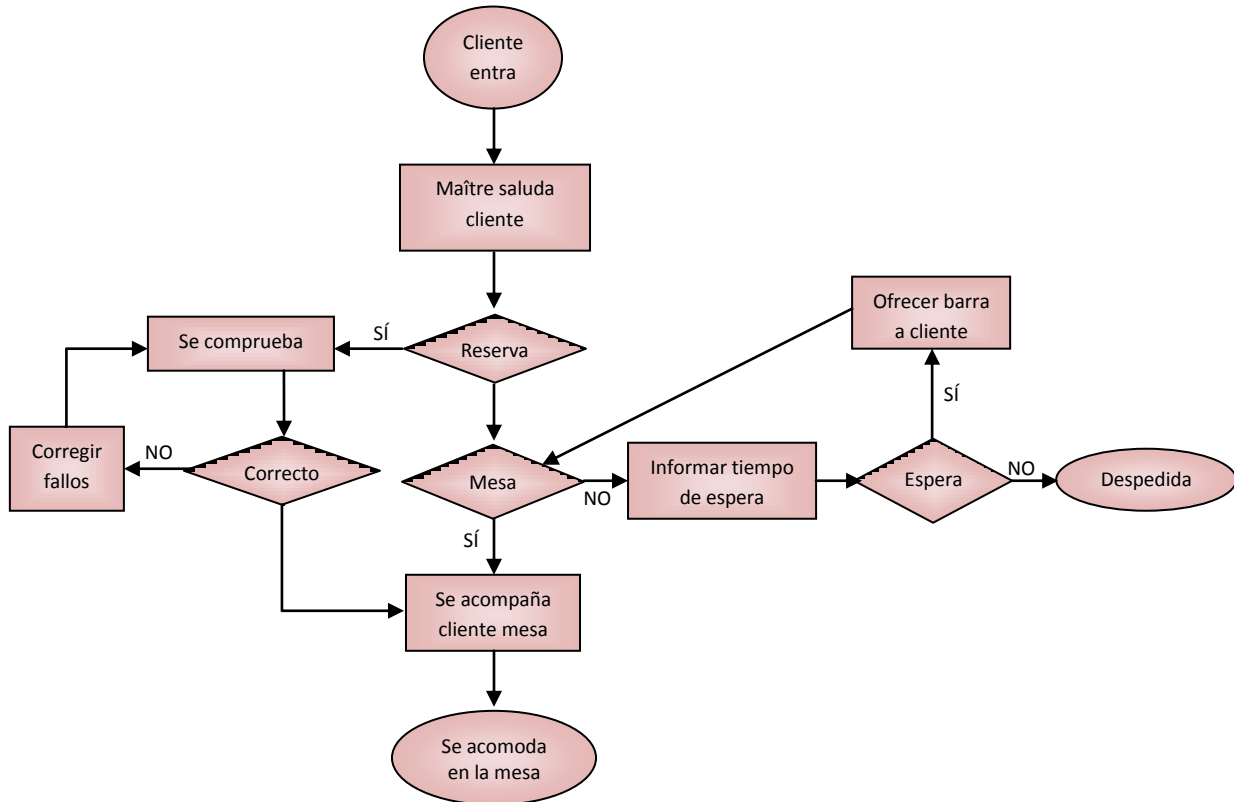 Cliente
entra
Maître saluda
cliente
Ofrecer barra
a cliente
Se comprueba
SÍ
Reserva
SÍ
Corregir
fallos
NO
Correcto
Mesa
NO
Informar tiempo
de espera
Espera
NO
Despedida
SÍ
Se acompaña
cliente mesa
Se acomoda
en la mesa